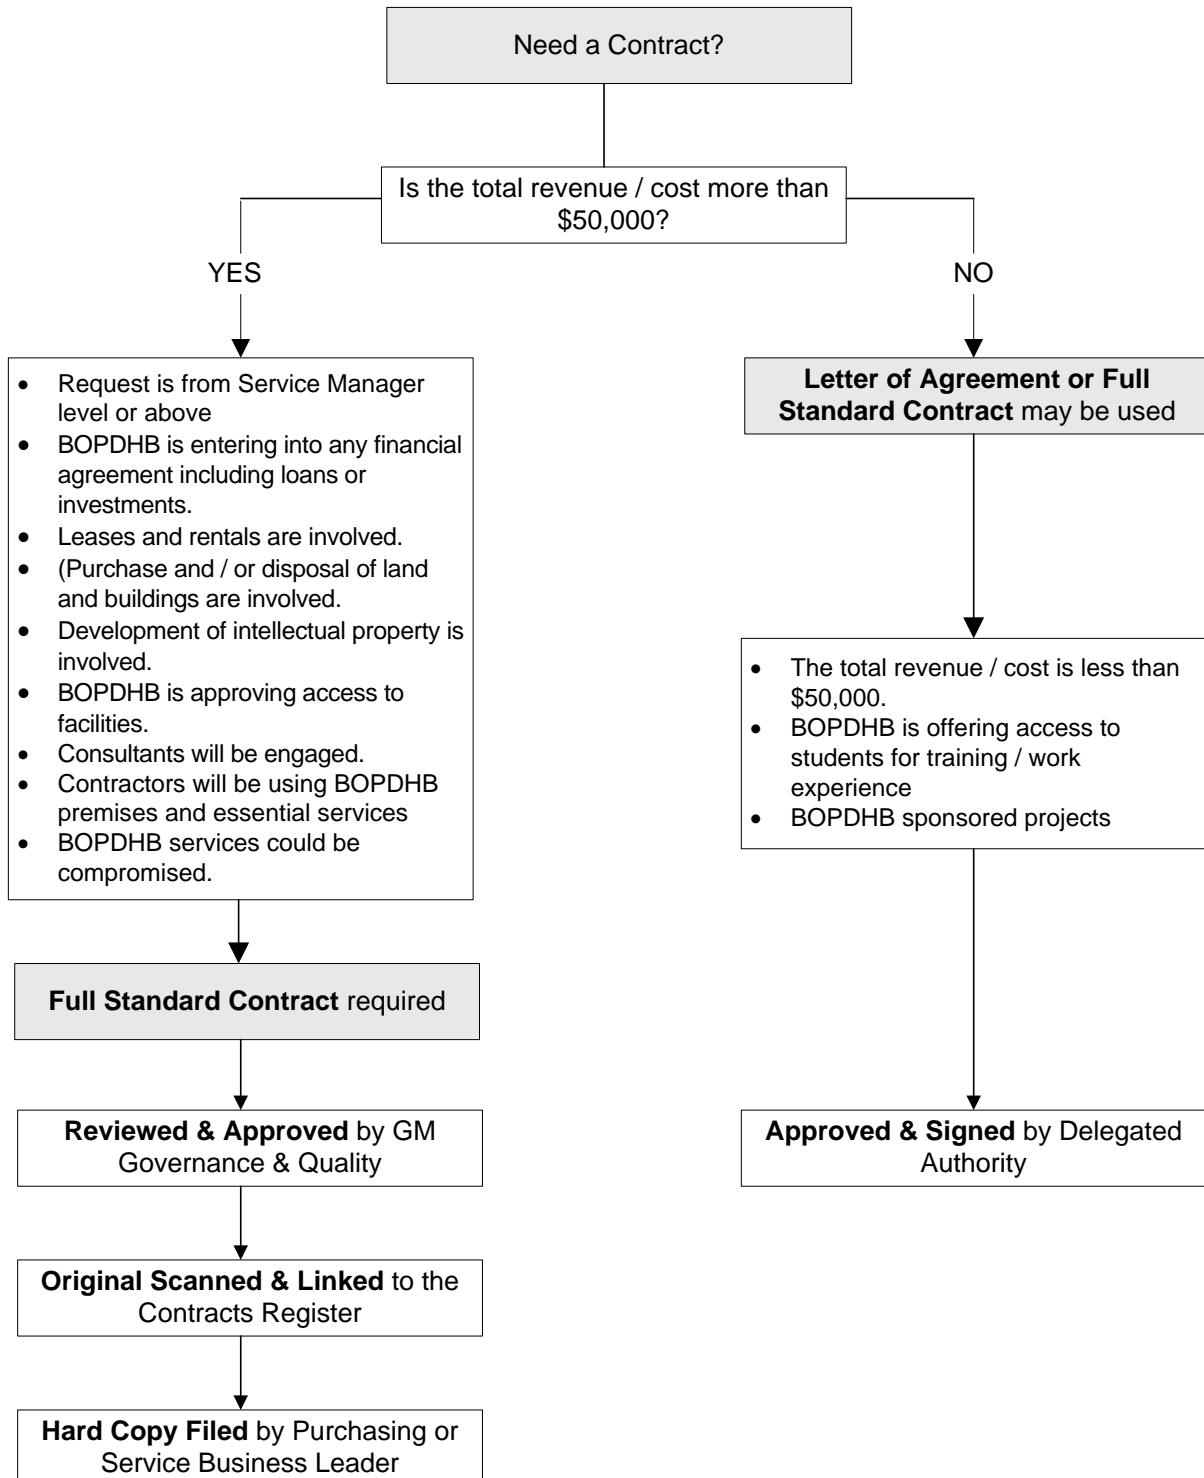 Need a Contract?
Is the total revenue / cost more than
$50,000?
YES
NO
• Request is from Service Manager
level or above
• BOPDHB is entering into any financial
agreement including loans or
investments.
• Leases and rentals are involved.
• (Purchase and / or disposal of land
and buildings are involved.
• Development of intellectual property is
involved.
• BOPDHB is approving access to
facilities.
• Consultants will be engaged.
• Contractors will be using BOPDHB
premises and essential services
• BOPDHB services could be
compromised.
Full Standard Contract required
Reviewed & Approved by GM
Governance & Quality
Original Scanned & Linked to the
Contracts Register
Hard Copy Filed by Purchasing or
Service Business Leader
Letter of Agreement or Full
Standard Contract may be used
• The total revenue / cost is less than
$50,000.
• BOPDHB is offering access to
students for training / work
experience
• BOPDHB sponsored projects
Approved & Signed by Delegated
Authority